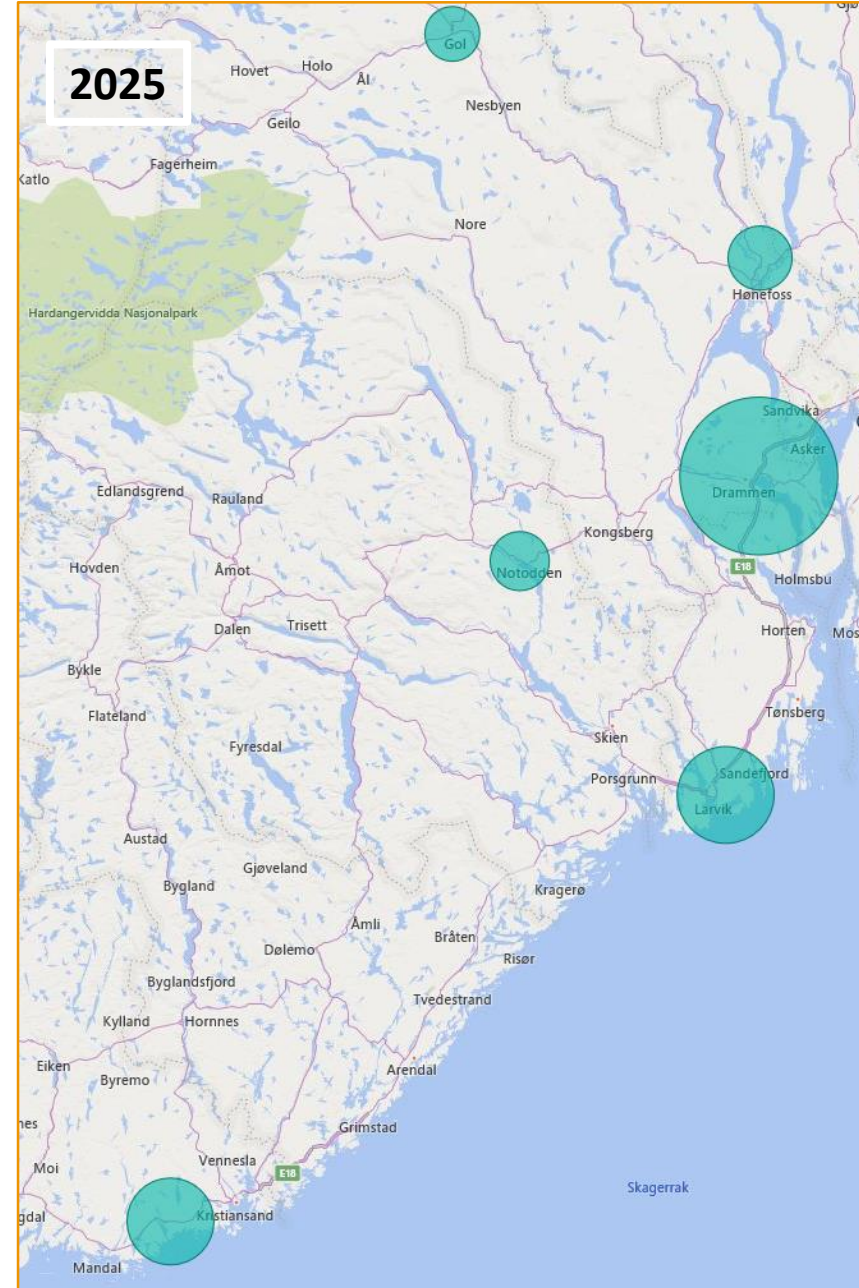 2025
Gol
Hovet
Holo
Ål
Nesbyen
Geilo
Fagerheim
Katlo
Nore
Hardangervidda Nasjonalpark
Hønefoss
Sandvika
Asker
Drammen
Edlandsgrend
Rauland
Kongsberg
Notodden
E18
Hovden
Åmot
Holmsbu
Dalen
Trisett
Horten
Mos
Bykle
Flateland
Tønsberg
Fyresdal
Skien
Porsgrunn
Sandefjord
Larvik
Austad
Gjøveland
Bygland
Kragerø
Åmli
Bråten
Dølemo
Risør
Byglandsfjord
Tvedestrand
Kylland
Hornnes
Eiken
Byremo
Arendal
nes
Grimstad
Moi
Vennesla
E18
Skagerrak
gdal
Kristiansand
Mandal